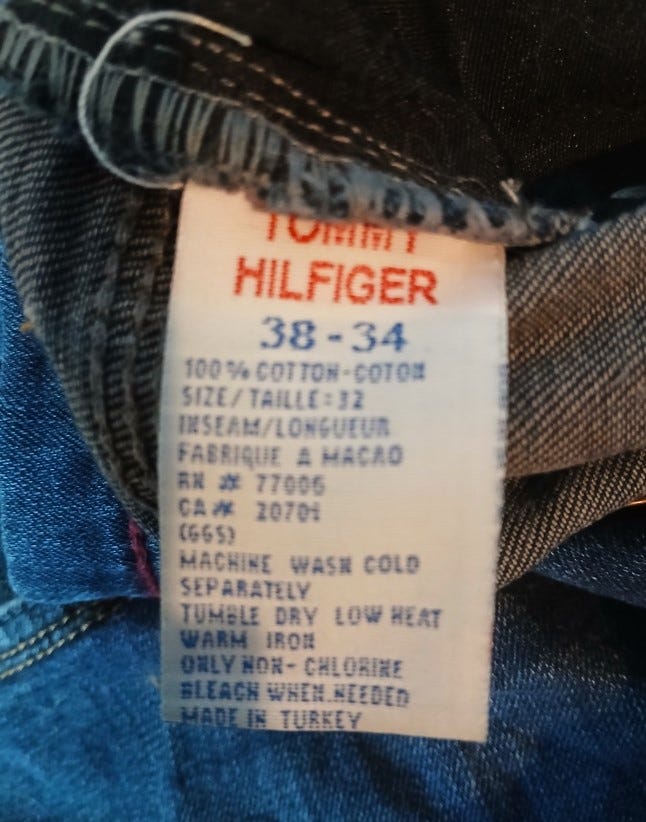 TOMMY
HILFIGER
38-34
100% COTTON-COTON
SIZE/TAILLE:32
INSEAM/LONGUEUR
FABRIQUE A MACAO
RN # 77006
CA# 20701
(GGS)
MACHINE WASH COLD
SEPARATELY
TUMBLE DRY LOW HEAT
WARM IRON
ONLY NON-CHLORINE
BLEACH WHEN.NEEDED
MADE IN TURKEY